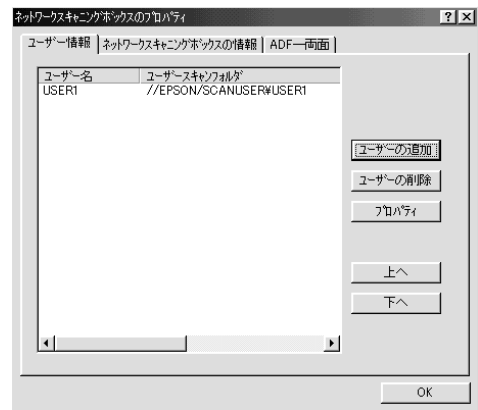 ネットワークスキャニングボックスのプロパティ
ユーザー情報 ネットワークスキャニングボックスの情報 ADF―両面
ユーザー名 ユーザースキャンフォルダ
USER1 //EPSON/SCANUSER¥USER1
ユーザーの追加
ユーザーの削除
プロパティ
上へ
下へ
OK